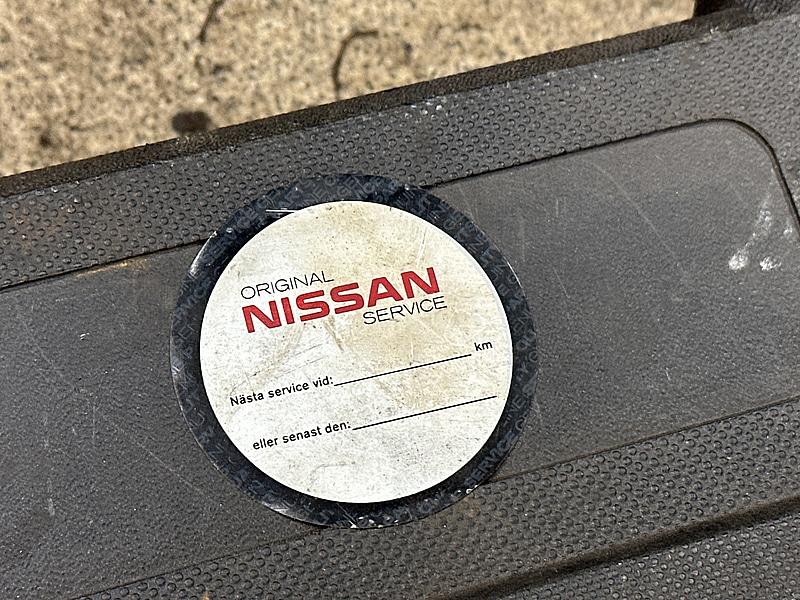 ORIGINAL
NISSAN
SERVICE
Nästa service vid: km
eller senast den: